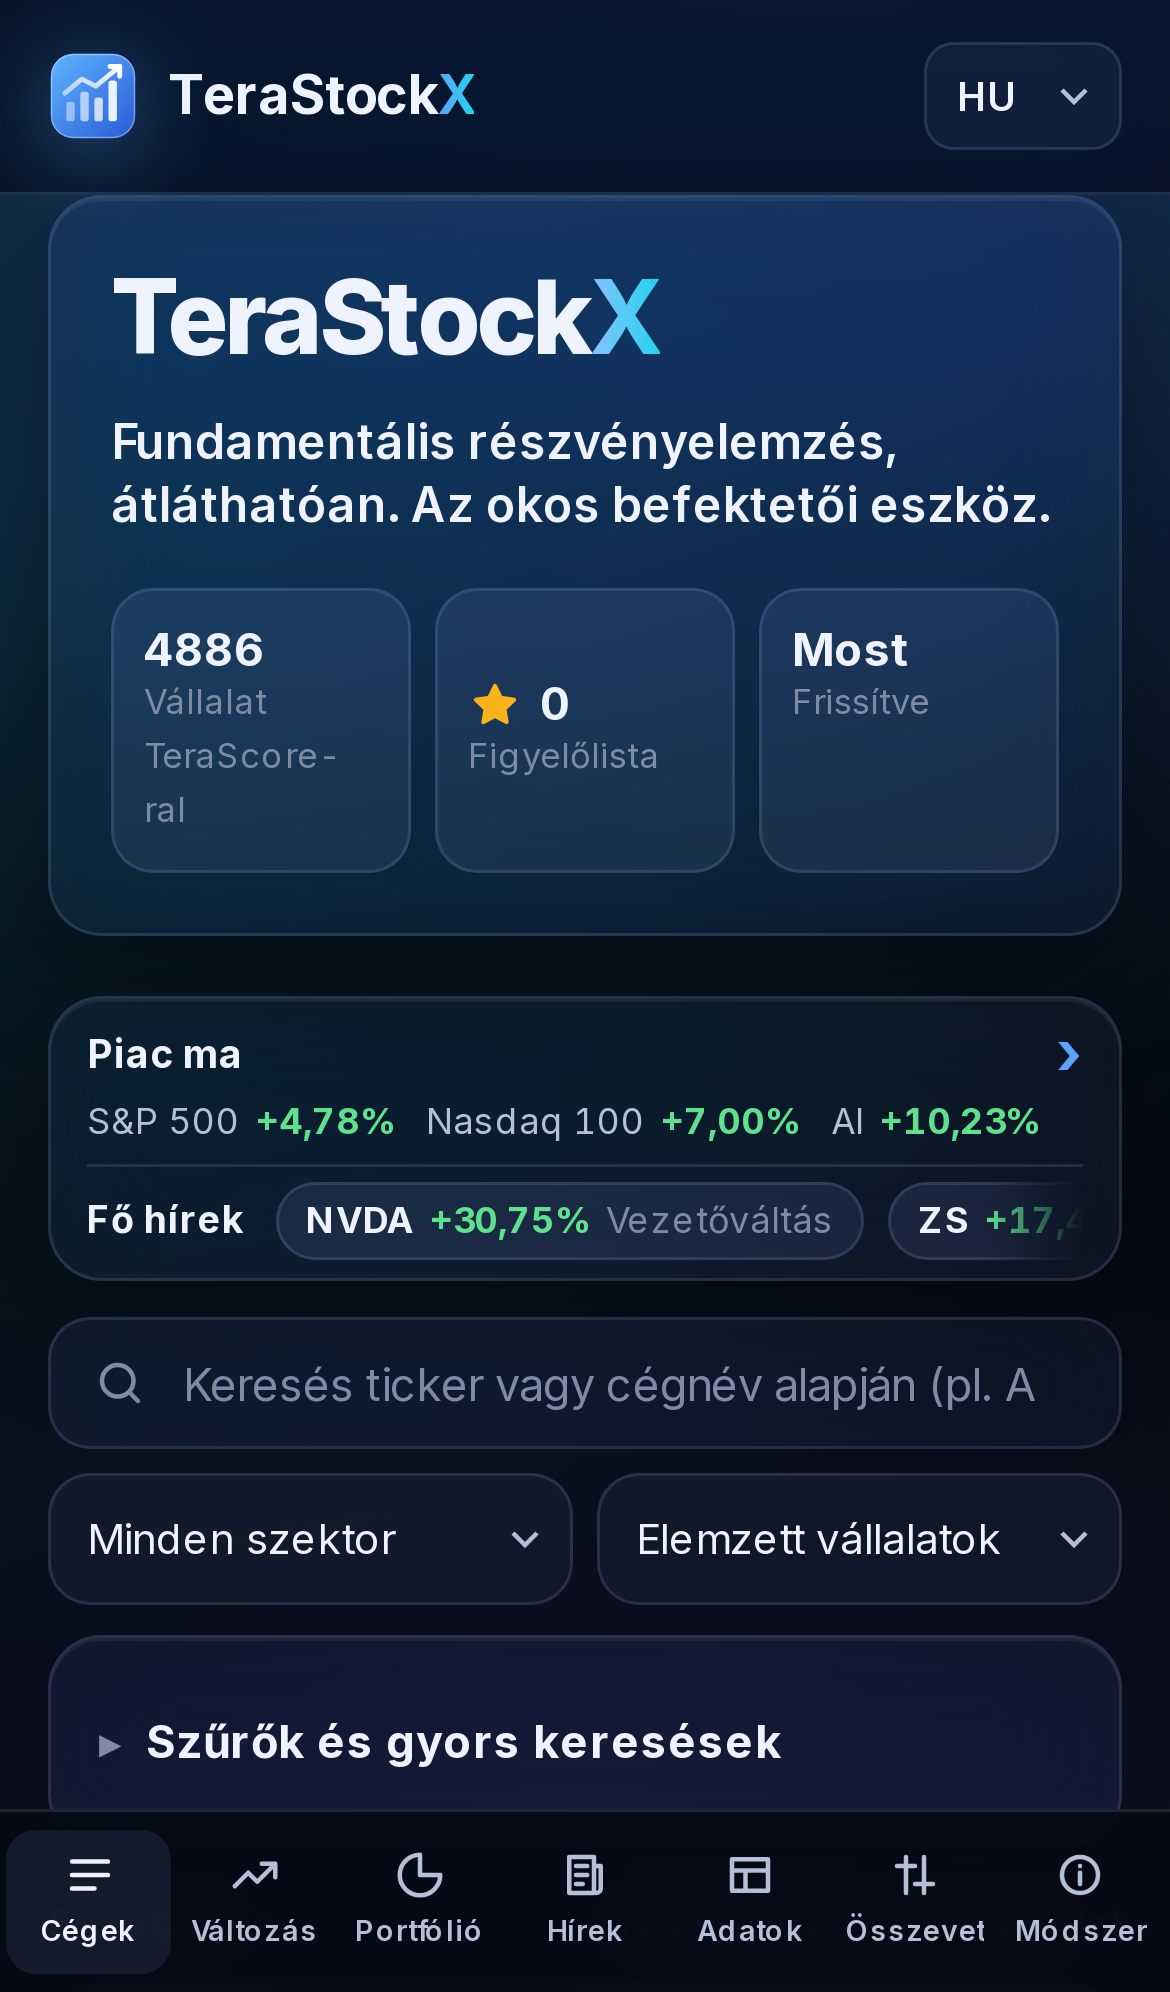 TeraStockX
HU
TeraStockX
Fundamentális részvényelemzés,
átláthatóan. Az okos befektetői eszköz.
4886
Vállalat
TeraScore-
ral
0
Figyelőlista
Most
Frissítve
Piac ma
S&P 500 +4,78% Nasdaq 100 +7,00% AI +10,23%
Fő hírek NVDA +30,75% Vezetőváltás ZS +17,4
Keresés ticker vagy cégnév alapján (pl. A
Minden szektor
Elemzett vállalatok
Szűrők és gyors keresések
Cégek Változás Portfólió Hírek Adatok Összevet Módszer